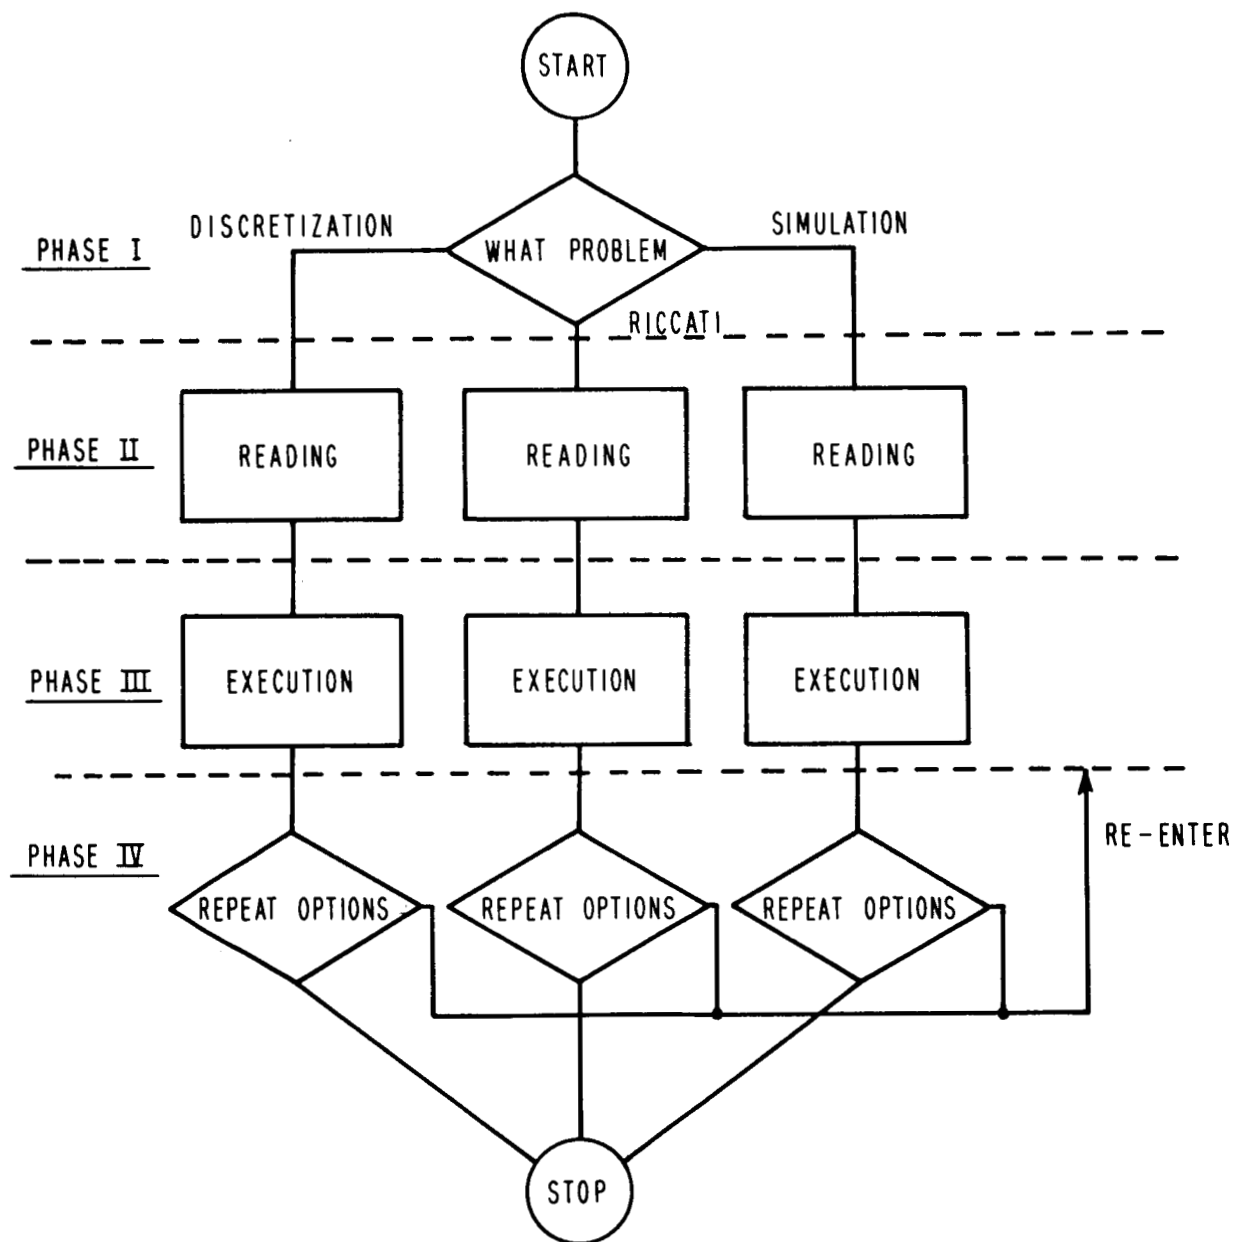 START
DISCRETIZATION
SIMULATION
PHASE I
WHAT PROBLEM
RICCATI
PHASE II
READING
READING
READING
PHASE III
EXECUTION
EXECUTION
EXECUTION
RE-ENTER
PHASE IV
REPEAT OPTIONS
REPEAT OPTIONS
REPEAT OPTIONS
STOP